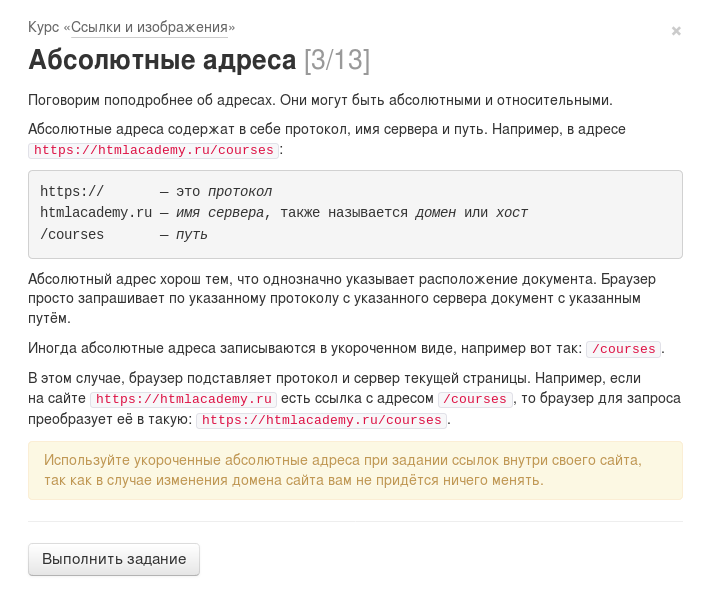 Курс «Ссылки и изображения»
×
Абсолютные адреса [3/13]
Поговорим поподробнее об адресах. Они могут быть абсолютными и относительными.
Абсолютные адреса содержат в себе протокол, имя сервера и путь. Например, в адресе
https://htmlacademy.ru/courses:
https://       — это протокол
htmlacademy.ru — имя сервера, также называется домен или хост
/courses       — путь
Абсолютный адрес хорош тем, что однозначно указывает расположение документа. Браузер
просто запрашивает по указанному протоколу с указанного сервера документ с указанным
путём.
Иногда абсолютные адреса записываются в укороченном виде, например вот так: /courses.
В этом случае, браузер подставляет протокол и сервер текущей страницы. Например, если
на сайте https://htmlacademy.ru есть ссылка с адресом /courses, то браузер для запроса
преобразует её в такую: https://htmlacademy.ru/courses.
Используйте укороченные абсолютные адреса при задании ссылок внутри своего сайта,
так как в случае изменения домена сайта вам не придётся ничего менять.
Выполнить задание